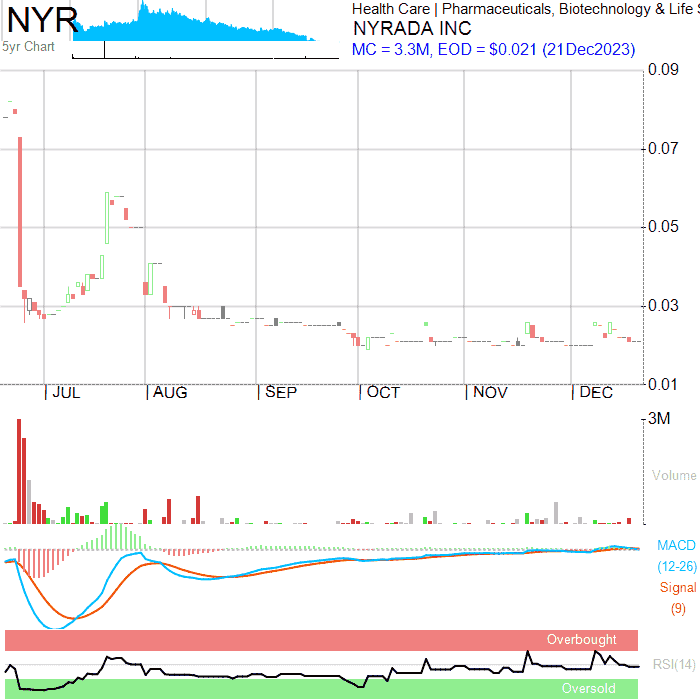 NYR
5yr Chart
Health Care | Pharmaceuticals, Biotechnology & Life S
NYRADA INC
MC = 3.3M, EOD = $0.021 (21Dec2023)
0.09
0.07
0.05
0.03
0.01
JUL AUG SEP OCT NOV DEC
3M
Volume
MACD
(12-26)
Signal
(9)
Overbought
RSI(14)
Oversold